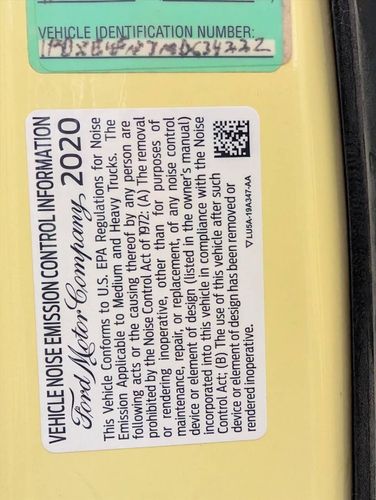 VEHICLE IDENTIFICATION NUMBER:
VEHICLE NOISE EMISSION CONTROL INFORMATION
Ford Motor Company 2020
This Vehicle Conforms to U.S. EPA Regulations for Noise
Emission Applicable to Medium and Heavy Trucks. The
following acts or the causing thereof by any person are
prohibited by the Noise Control Act of 1972: (A) The removal
or rendering inoperative, other than for purposes of
maintenance, repair, or replacement, of any noise control
device or element of design (listed in the owner's manual)
incorporated into this vehicle in compliance with the Noise
Control Act; (B) The use of this vehicle after such
device or element of design has been removed or
rendered inoperative.
▽ LU5A-19A347-AA